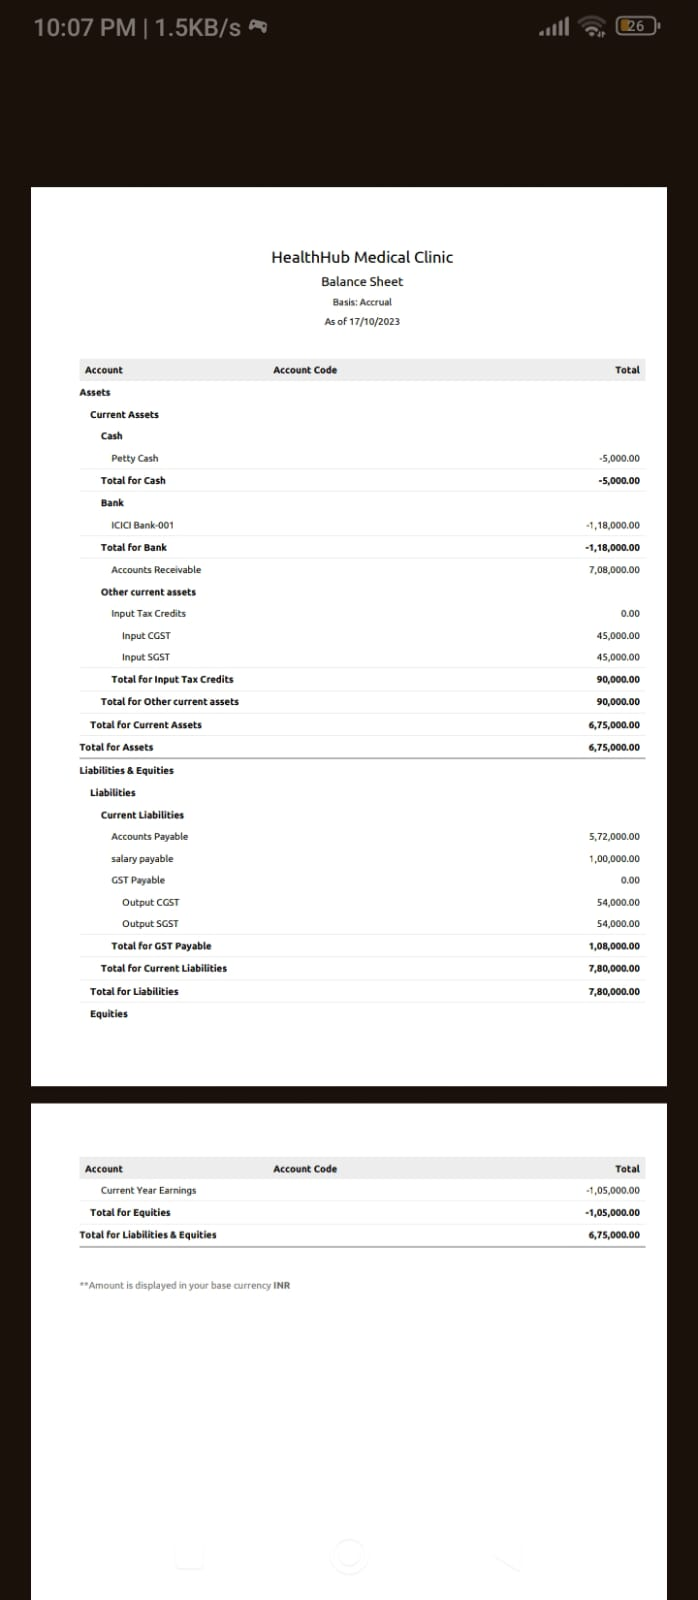 10:07 PM | 1.5KB/s
26
HealthHub Medical Clinic
Balance Sheet
Basis: Accrual
As of 17/10/2023
Account Account Code Total
Assets
Current Assets
Cash
Petty Cash -5,000.00
Total for Cash -5,000.00
Bank
ICICI Bank-001 -1,18,000.00
Total for Bank -1,18,000.00
Accounts Receivable 7,08,000.00
Other current assets
Input Tax Credits 0.00
Input CGST 45,000.00
Input SGST 45,000.00
Total for Input Tax Credits 90,000.00
Total for Other current assets 90,000.00
Total for Current Assets 6,75,000.00
Total for Assets 6,75,000.00
Liabilities & Equities
Liabilities
Current Liabilities
Accounts Payable 5,72,000.00
salary payable 1,00,000.00
GST Payable 0.00
Output CGST 54,000.00
Output SGST 54,000.00
Total for GST Payable 1,08,000.00
Total for Current Liabilities 7,80,000.00
Total for Liabilities 7,80,000.00
Equities
Account Account Code Total
Current Year Earnings -1,05,000.00
Total for Equities -1,05,000.00
Total for Liabilities & Equities 6,75,000.00
**Amount is displayed in your base currency INR